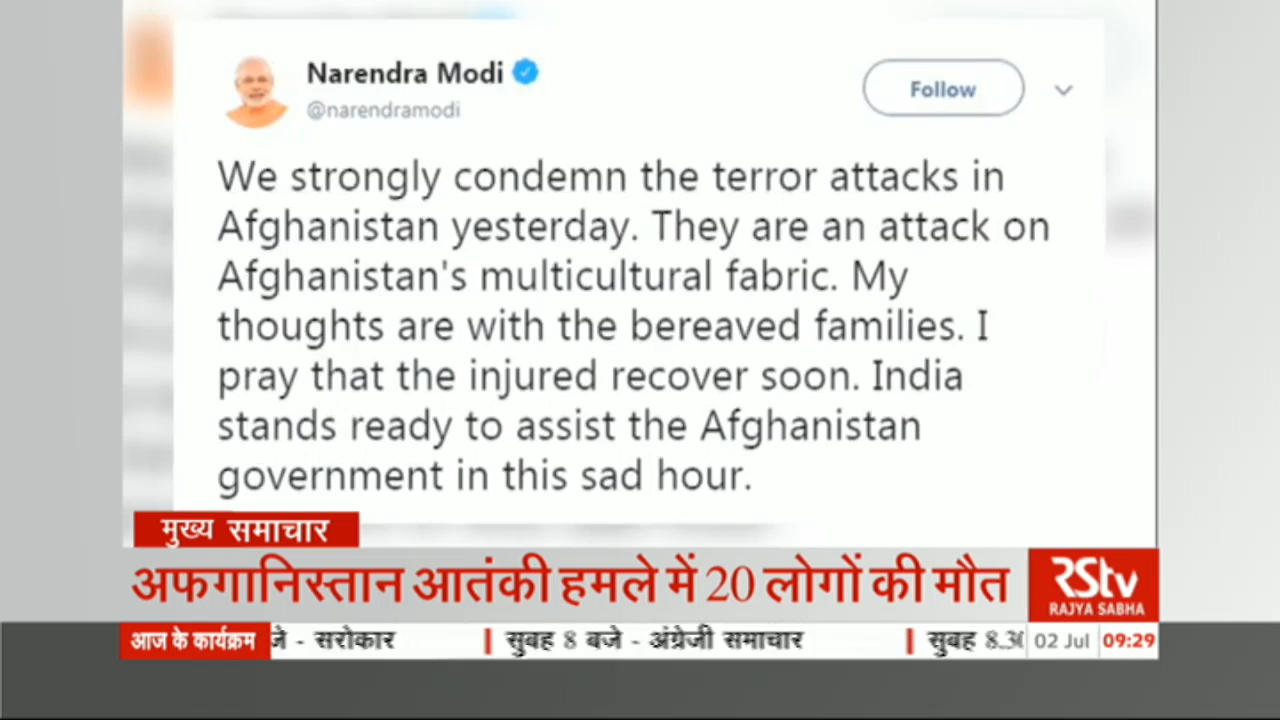 Narendra Modi
@narendramodi
Follow
We strongly condemn the terror attacks in
Afghanistan yesterday. They are an attack on
Afghanistan's multicultural fabric. My
thoughts are with the bereaved families. I
pray that the injured recover soon. India
stands ready to assist the Afghanistan
government in this sad hour.
मुख्य समाचार
अफगानिस्तान आतंकी हमले में 20 लोगों की मौत
RStv
RAJYA SABHA
आज के कार्यक्रम
- सरोकार | सुबह 8 बजे - अंग्रेजी समाचार | सुबह
02 Jul 09:29